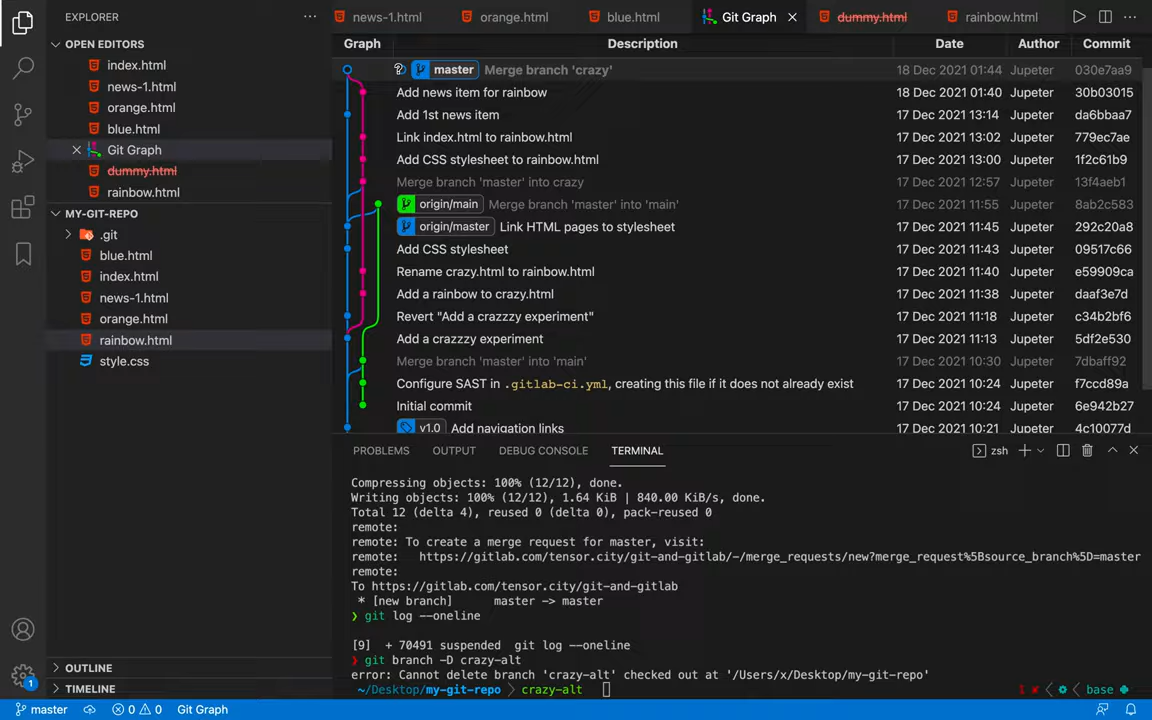 EXPLORER
OPEN EDITORS
index.html
news-1.html
orange.html
blue.html
Git Graph
dummy.html
rainbow.html
MY-GIT-REPO
.git
blue.html
index.html
news-1.html
orange.html
rainbow.html
style.css
OUTLINE
TIMELINE
news-1.html orange.html blue.html Git Graph dummy.html rainbow.html
Graph Description Date Author Commit
master Merge branch 'crazy' 18 Dec 2021 01:44 Jupeter 030e7aa9
Add news item for rainbow 18 Dec 2021 01:40 Jupeter 30b03015
Add 1st news item 17 Dec 2021 13:14 Jupeter da6bbaa7
Link index.html to rainbow.html 17 Dec 2021 13:02 Jupeter 779ec7ae
Add CSS stylesheet to rainbow.html 17 Dec 2021 13:00 Jupeter 1f2c61b9
Merge branch 'master' into crazy 17 Dec 2021 12:57 Jupeter 13f4aeb1
origin/main Merge branch 'master' into 'main' 17 Dec 2021 11:55 Jupeter 8ab2c583
origin/master Link HTML pages to stylesheet 17 Dec 2021 11:45 Jupeter 292c20a8
Add CSS stylesheet 17 Dec 2021 11:43 Jupeter 09517c66
Rename crazy.html to rainbow.html 17 Dec 2021 11:40 Jupeter e59909ca
Add a rainbow to crazy.html 17 Dec 2021 11:38 Jupeter daaf3e7d
Revert "Add a crazzzy experiment" 17 Dec 2021 11:18 Jupeter c34b2bf6
Add a crazzzy experiment 17 Dec 2021 11:13 Jupeter 5df2e530
Merge branch 'master' into 'main' 17 Dec 2021 10:30 Jupeter 7dbaff92
Configure SAST in .gitlab-ci.yml, creating this file if it does not already exist 17 Dec 2021 10:24 Jupeter f7ccd89a
Initial commit 17 Dec 2021 10:24 Jupeter 6e942b27
v1.0 Add navigation links 17 Dec 2021 10:21 Jupeter 4c10077d
PROBLEMS OUTPUT DEBUG CONSOLE TERMINAL zsh
Compressing objects: 100% (12/12), done.
Writing objects: 100% (12/12), 1.64 KiB | 840.00 KiB/s, done.
Total 12 (delta 4), reused 0 (delta 0), pack-reused 0
remote:
remote: To create a merge request for master, visit:
remote:   https://gitlab.com/tensor.city/git-and-gitlab/-/merge_requests/new?merge_request%5Bsource_branch%5D=master
remote:
To https://gitlab.com/tensor.city/git-and-gitlab
* [new branch]      master -> master
❯ git log --oneline
[9]  + 70491 suspended  git log --oneline
❯ git branch -D crazy-alt
error: Cannot delete branch 'crazy-alt' checked out at '/Users/x/Desktop/my-git-repo'
~/Desktop/my-git-repo crazy-alt base
master 0 0 Git Graph
1